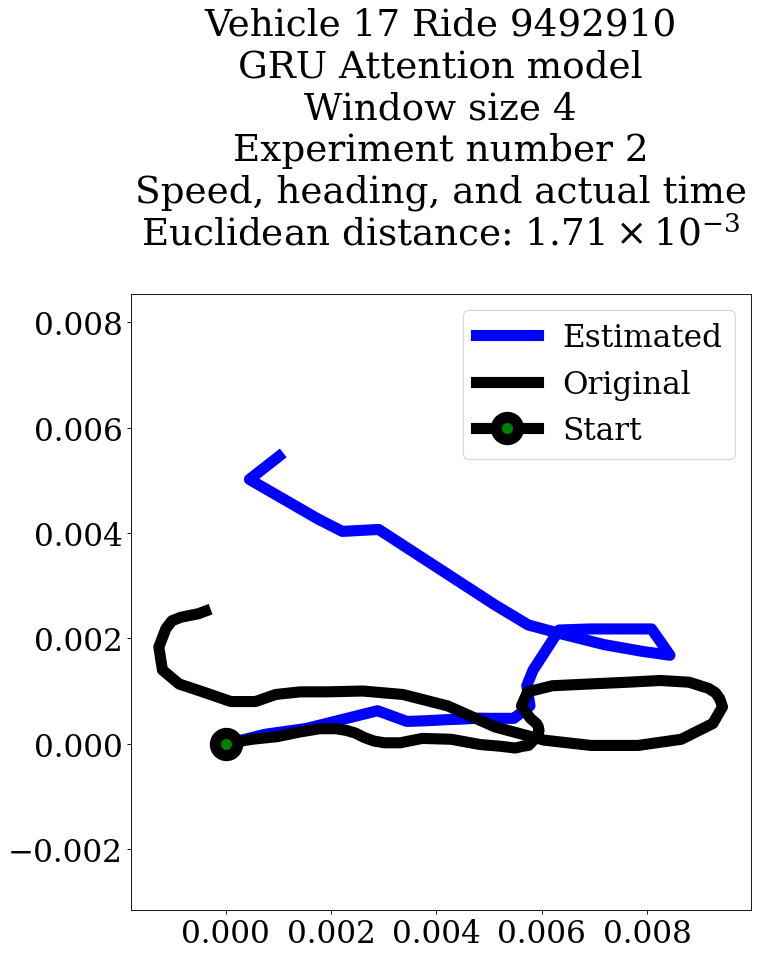 Vehicle 17 Ride 9492910
GRU Attention model
Window size 4
Experiment number 2
Speed, heading, and actual time
Euclidean distance: 1.71 × 10⁻³
Estimated
Original
Start
0.008
0.006
0.004
0.002
0.000
−0.002
0.000 0.002 0.004 0.006 0.008